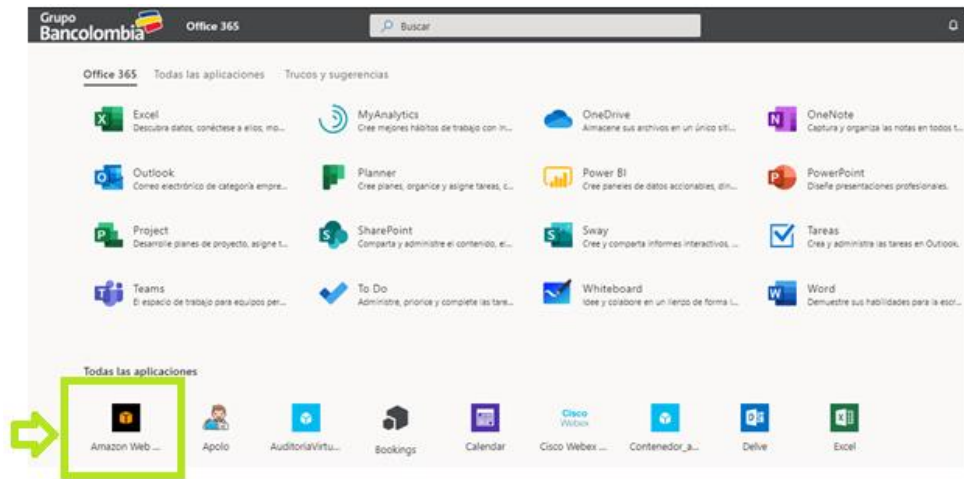 Grupo
Bancolombia
Office 365
Buscar
Office 365 Todas las aplicaciones Trucos y sugerencias
Excel
Descubra datos, conéctese a ellos, mo...
MyAnalytics
Cree mejores hábitos de trabajo con in...
OneDrive
Almacene sus archivos en un único siti...
OneNote
Captura y organiza las notas en todos t...
Outlook
Correo electrónico de categoría empre...
Planner
Cree planes, organice y asigne tareas, c...
Power BI
Cree paneles de datos accionables, din...
PowerPoint
Diseñe presentaciones profesionales.
Project
Desarrolle planes de proyecto, asigne t...
SharePoint
Comparta y administre el contenido, el...
Sway
Cree y comparta informes interactivos, ...
Tareas
Crea y administra las tareas en Outlook.
Teams
El espacio de trabajo para equipos per...
To Do
Administre, priorice y complete las tare...
Whiteboard
Idee y colabore en un lienzo de forma l...
Word
Demuestre sus habilidades para la escr...
Todas las aplicaciones
Cisco
Webex
Amazon Web ...
Apolo
AuditoriaVirtu...
Bookings
Calendar
Cisco Webex ...
Contenedor_a...
Delve
Excel